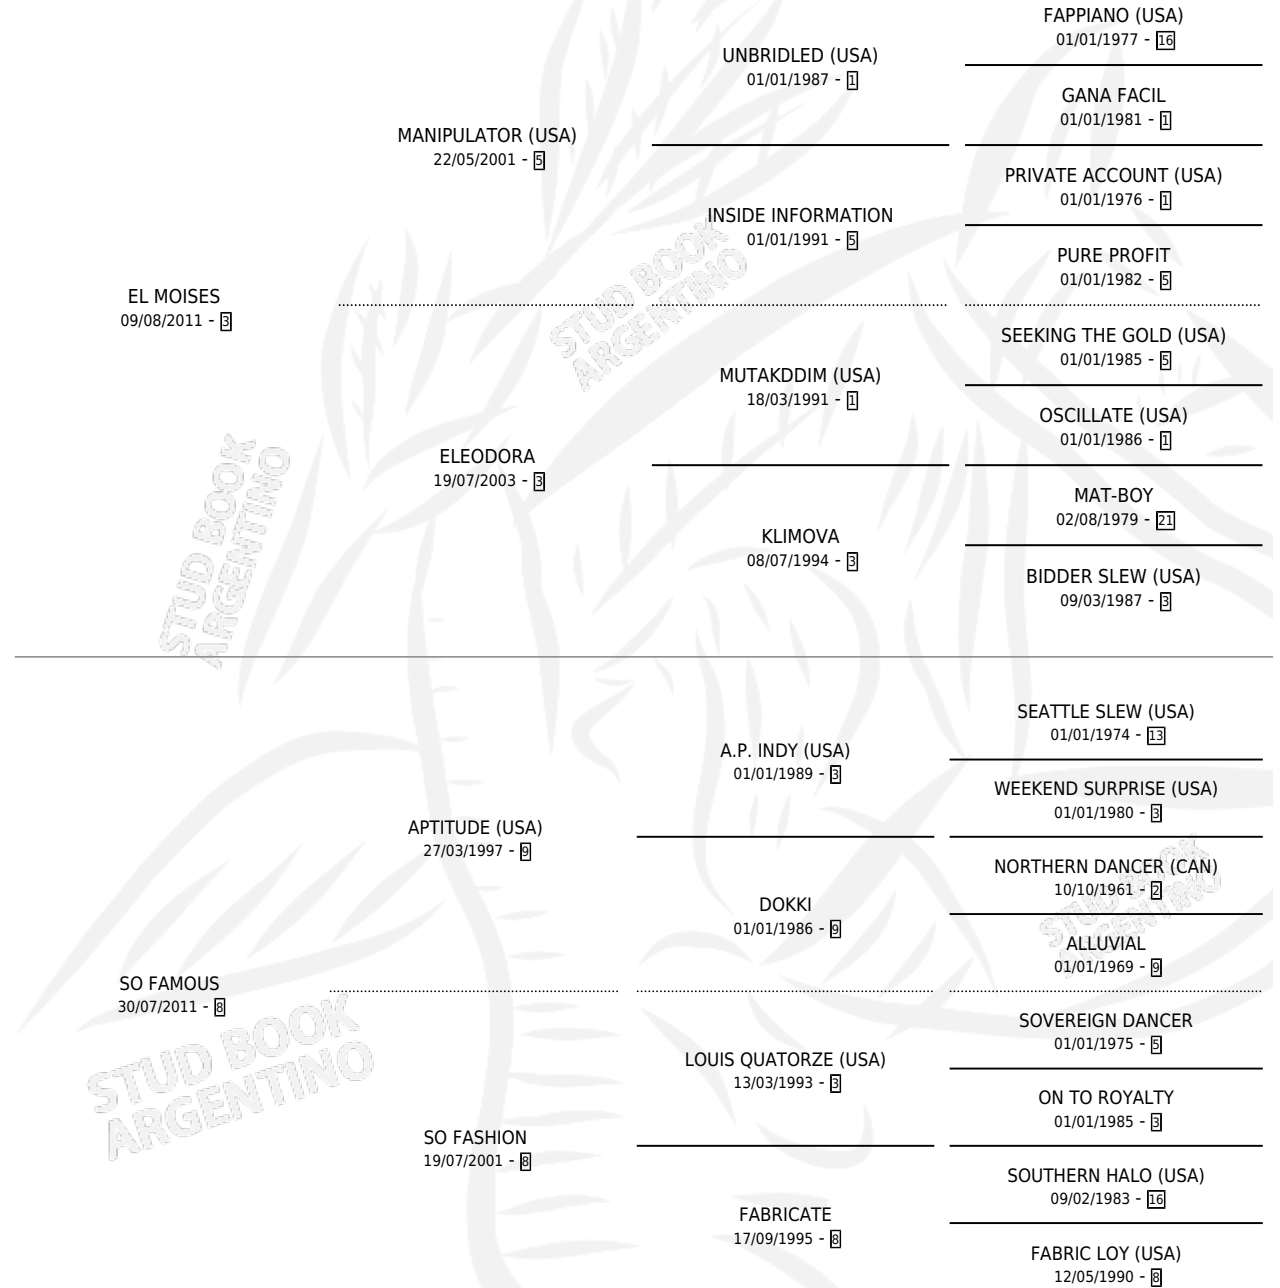 FAPPIANO (USA)
01/01/1977 - 16
UNBRIDLED (USA)
01/01/1987 - 1
GANA FACIL
01/01/1981 - 1
MANIPULATOR (USA)
22/05/2001 - 5
PRIVATE ACCOUNT (USA)
01/01/1976 - 1
INSIDE INFORMATION
01/01/1991 - 5
PURE PROFIT
01/01/1982 - 5
EL MOISES
09/08/2011 - 3
STUD BOOK
ARGENTINO
SEEKING THE GOLD (USA)
01/01/1985 - 5
MUTAKDDIM (USA)
18/03/1991 - 1
OSCILLATE (USA)
01/01/1986 - 1
ELEODORA
19/07/2003 - 3
MAT-BOY
02/08/1979 - 21
KLIMOVA
08/07/1994 - 3
BIDDER SLEW (USA)
09/03/1987 - 3
STUD BOOK
ARGENTINO
SEATTLE SLEW (USA)
01/01/1974 - 13
A.P. INDY (USA)
01/01/1989 - 3
WEEKEND SURPRISE (USA)
01/01/1980 - 3
APTITUDE (USA)
27/03/1997 - 9
NORTHERN DANCER (CAN)
10/10/1961 - 2
DOKKI
01/01/1986 - 9
STUD BOOK
ARGENTINO
ALLUVIAL
01/01/1969 - 9
SO FAMOUS
30/07/2011 - 8
SOVEREIGN DANCER
01/01/1975 - 5
LOUIS QUATORZE (USA)
13/03/1993 - 3
ON TO ROYALTY
01/01/1985 - 3
STUD BOOK
ARGENTINO
SO FASHION
19/07/2001 - 8
SOUTHERN HALO (USA)
09/02/1983 - 16
FABRICATE
17/09/1995 - 8
FABRIC LOY (USA)
12/05/1990 - 8